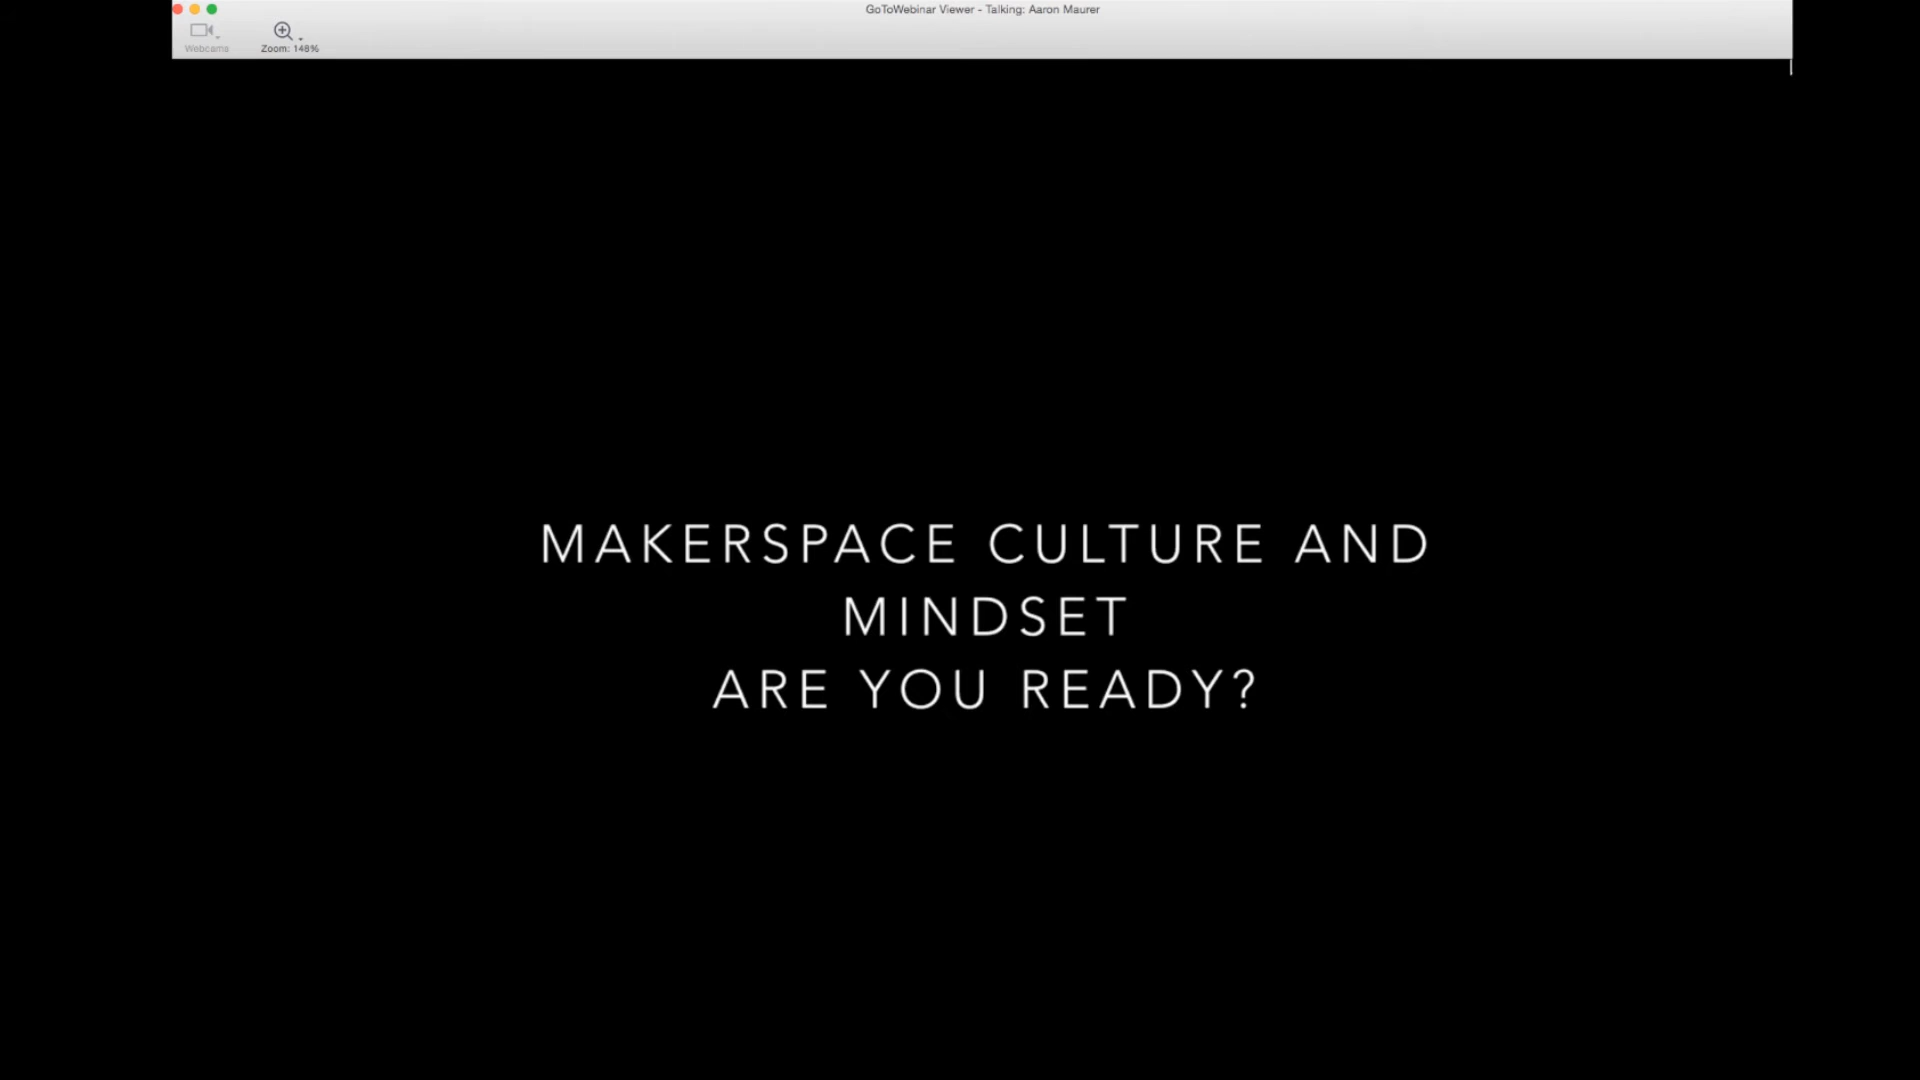 GoToWebinar Viewer - Talking: Aaron Maurer
Webcams
Zoom: 148%
MAKERSPACE CULTURE AND
MINDSET
ARE YOU READY?